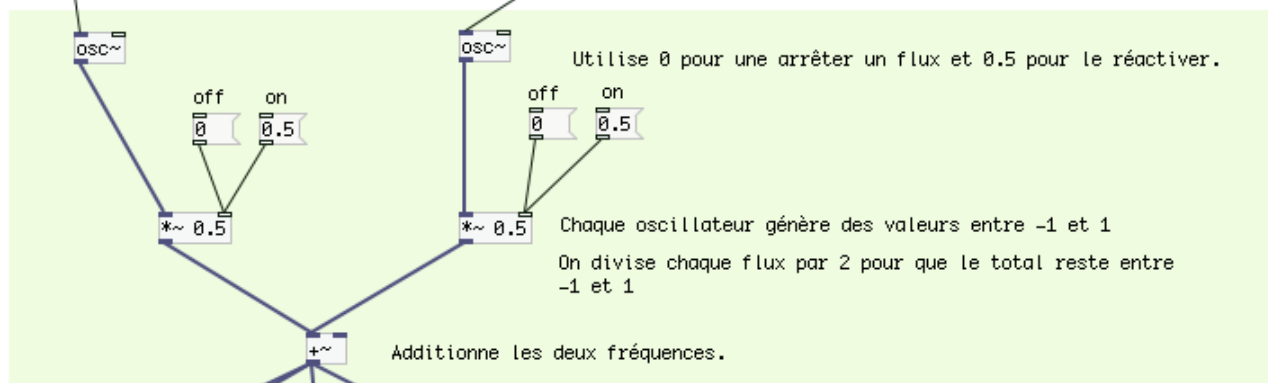 osc~
osc~
Utilise 0 pour une arrêter un flux et 0.5 pour le réactiver.
off
on
off
on
0
0.5
0
0.5
*~ 0.5
*~ 0.5
Chaque oscillateur génère des valeurs entre -1 et 1
On divise chaque flux par 2 pour que le total reste entre
-1 et 1
+~
Additionne les deux fréquences.